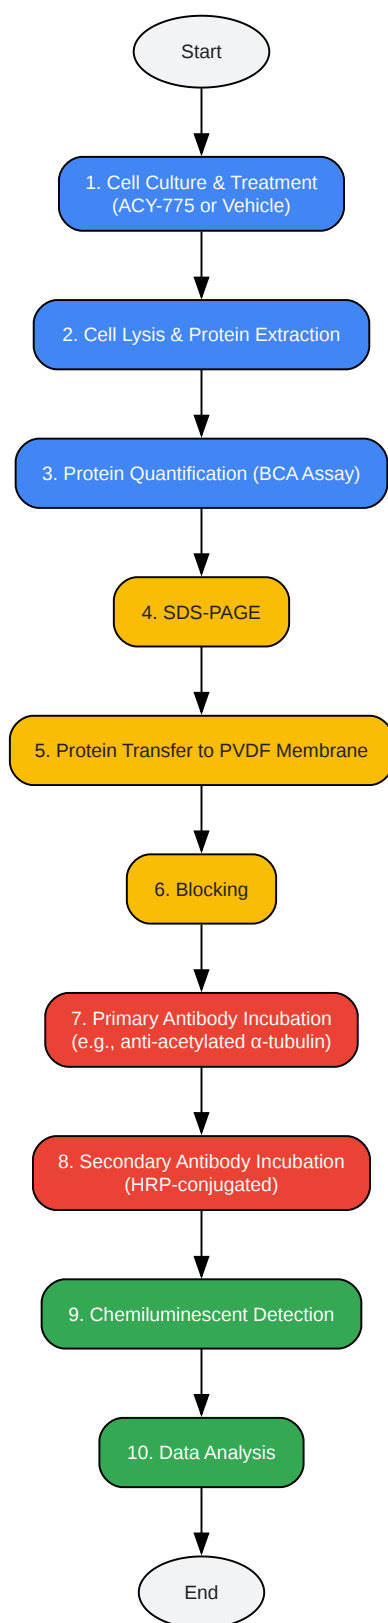 Start
1. Cell Culture & Treatment
(ACY-775 or Vehicle)
2. Cell Lysis & Protein Extraction
3. Protein Quantification (BCA Assay)
4. SDS-PAGE
5. Protein Transfer to PVDF Membrane
6. Blocking
7. Primary Antibody Incubation
(e.g., anti-acetylated α-tubulin)
8. Secondary Antibody Incubation
(HRP-conjugated)
9. Chemiluminescent Detection
10. Data Analysis
End